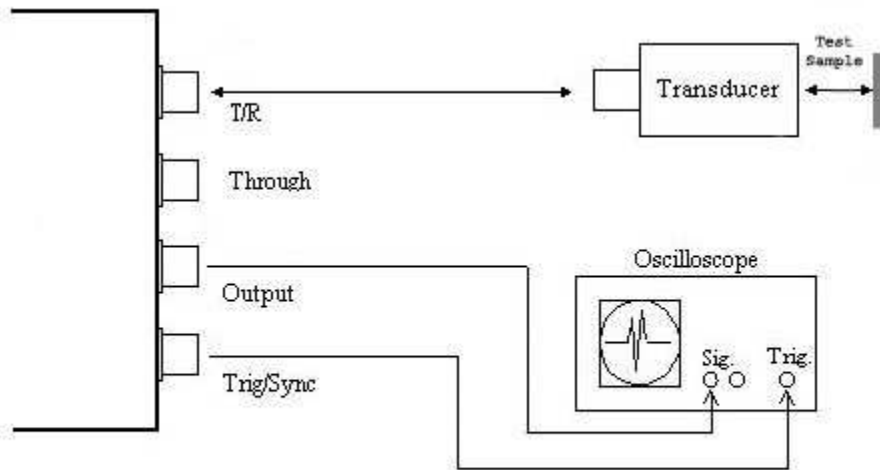 Test
Sample
Transducer
T/R
Through
Oscilloscope
Output
Sig.
Trig.
Trig/Sync